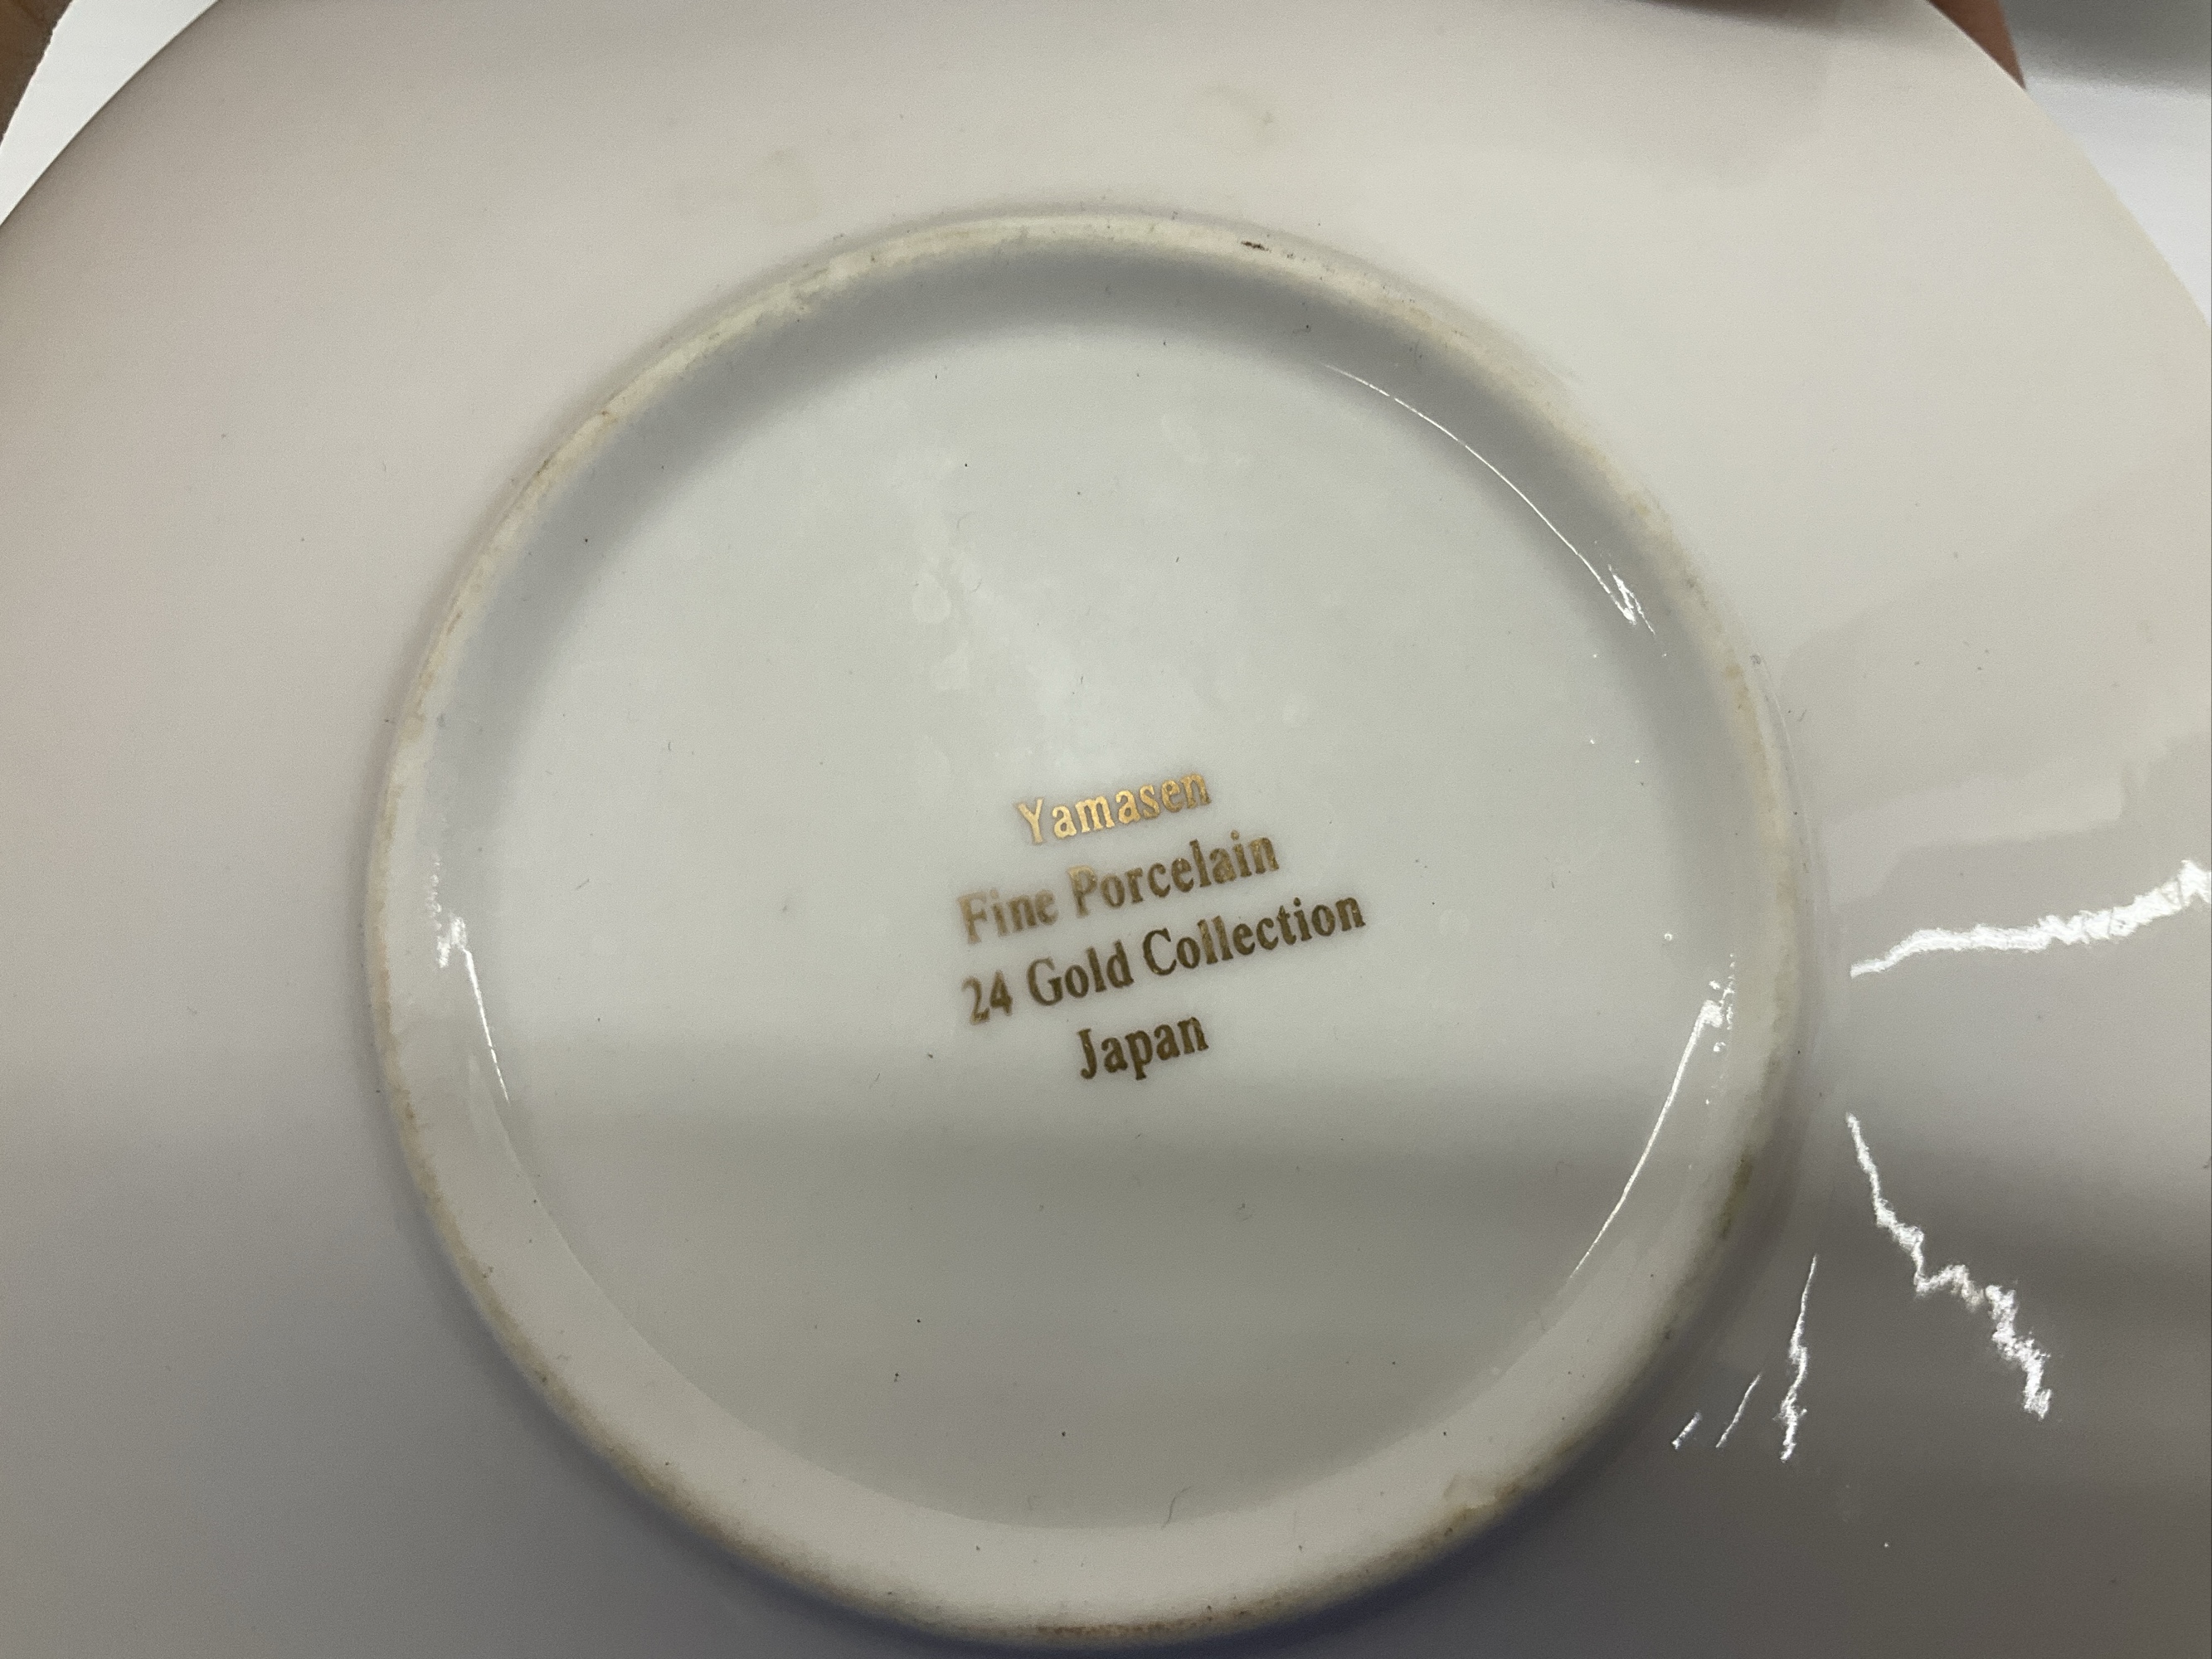 Yamasen
Fine Porcelain
24 Gold Collection
Japan